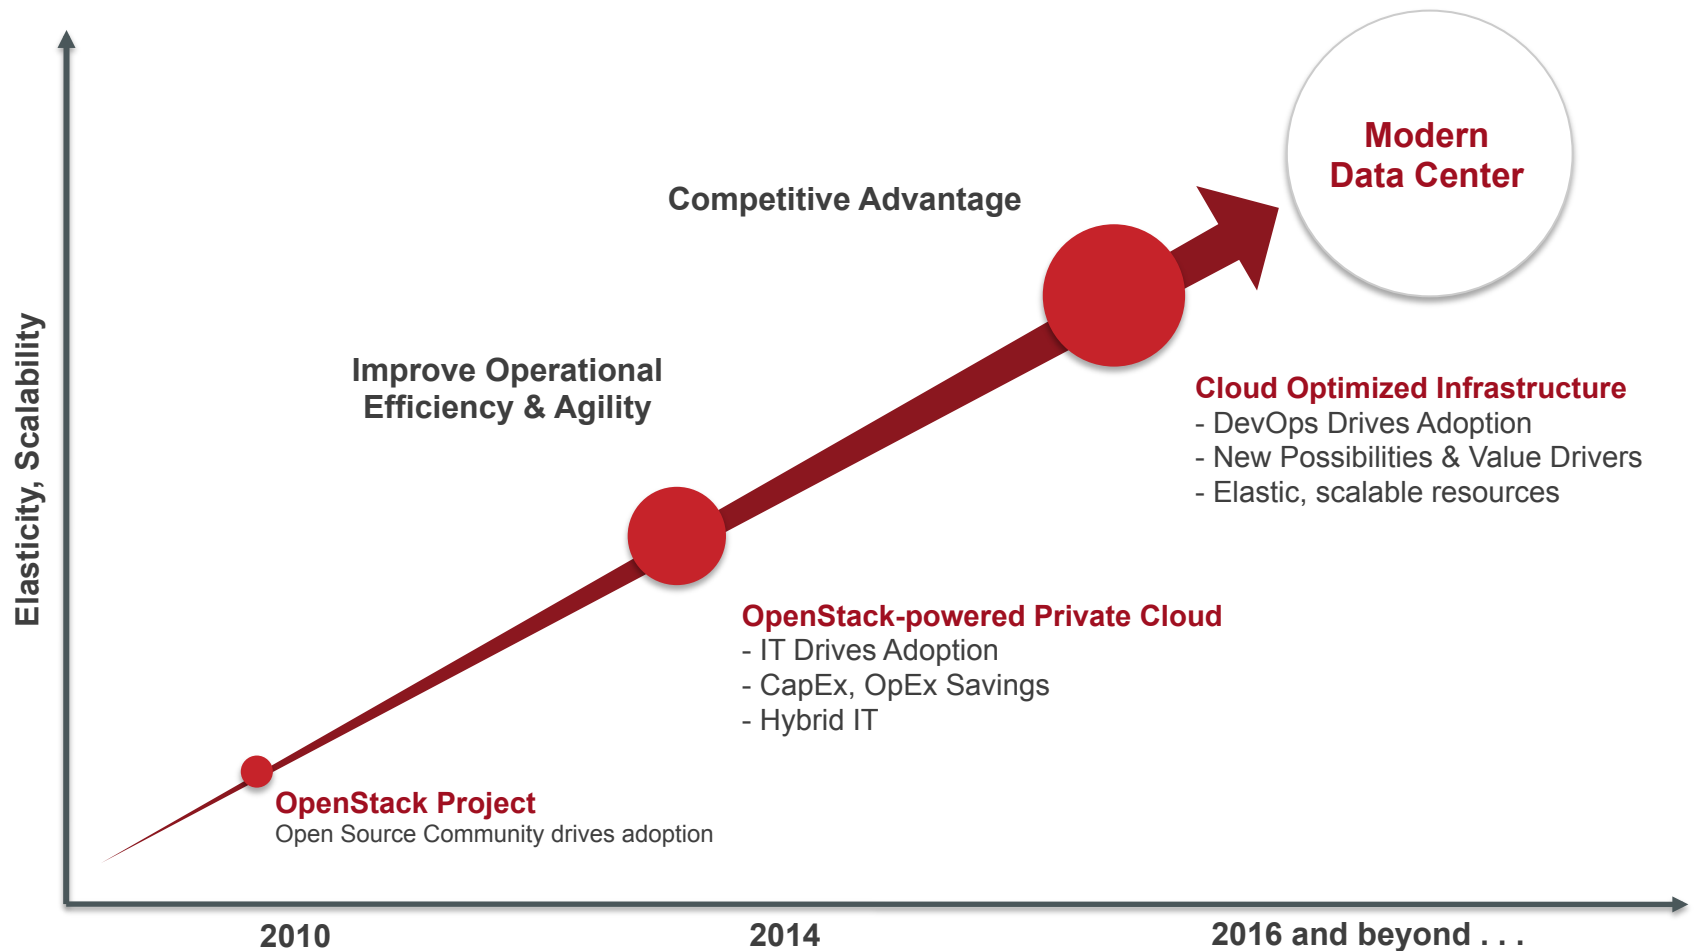 Modern
Data Center
Competitive Advantage
Improve Operational
Efficiency & Agility
Elasticity, Scalability
Cloud Optimized Infrastructure
- DevOps Drives Adoption
- New Possibilities & Value Drivers
- Elastic, scalable resources
OpenStack-powered Private Cloud
- IT Drives Adoption
- CapEx, OpEx Savings
- Hybrid IT
OpenStack Project
Open Source Community drives adoption
2010
2014
2016 and beyond . . .